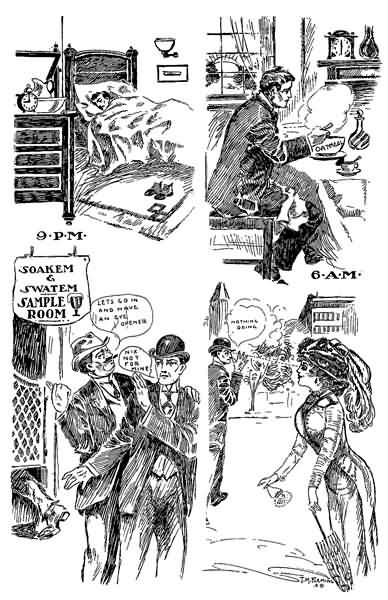 9·P·M·
OATMEAL
6·A·M·
SOAKEM
&
SWATEM
SAMPLE
ROOM
LETS GO IN
AND HAVE
AN EYE
OPENER
NIX
NOT
FOR
ME
NOTHING
DOING